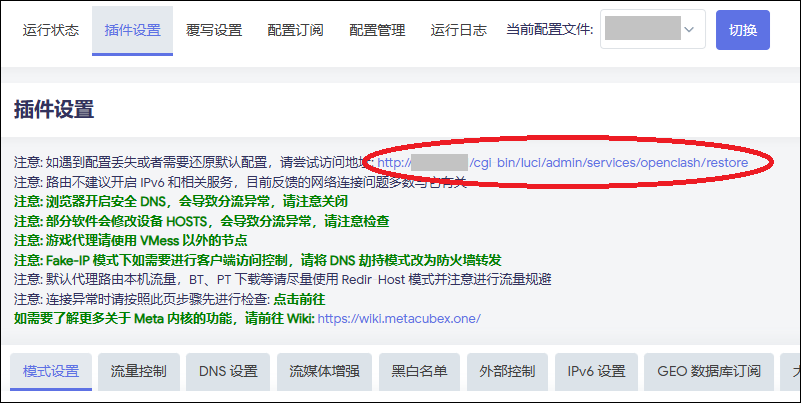 运行状态 插件设置 覆写设置 配置订阅 配置管理 运行日志 当前配置文件: 切换
插件设置
注意: 如遇到配置丢失或者需要还原默认配置，请尝试访问地址: http:// /cgi-bin/luci/admin/services/openclash/restore
注意: 路由不建议开启 IPv6 和相关服务，目前反馈的网络连接问题多数与它有关
注意: 浏览器开启安全 DNS，会导致分流异常，请注意关闭
注意: 部分软件会修改设备 HOSTS，会导致分流异常，请注意检查
注意: 游戏代理请使用 VMess 以外的节点
注意: Fake-IP 模式下如需要进行客户端访问控制，请将 DNS 劫持模式改为防火墙转发
注意: 默认代理路由本机流量，BT、PT 下载等请尽量使用 Redir-Host 模式并注意进行流量规避
注意: 连接异常时请按照此页步骤先进行检查: 点击前往
如需要了解更多关于 Meta 内核的功能，请前往 Wiki: https://wiki.metacubex.one/
模式设置 流量控制 DNS 设置 流媒体增强 黑白名单 外部控制 IPv6 设置 GEO 数据库订阅